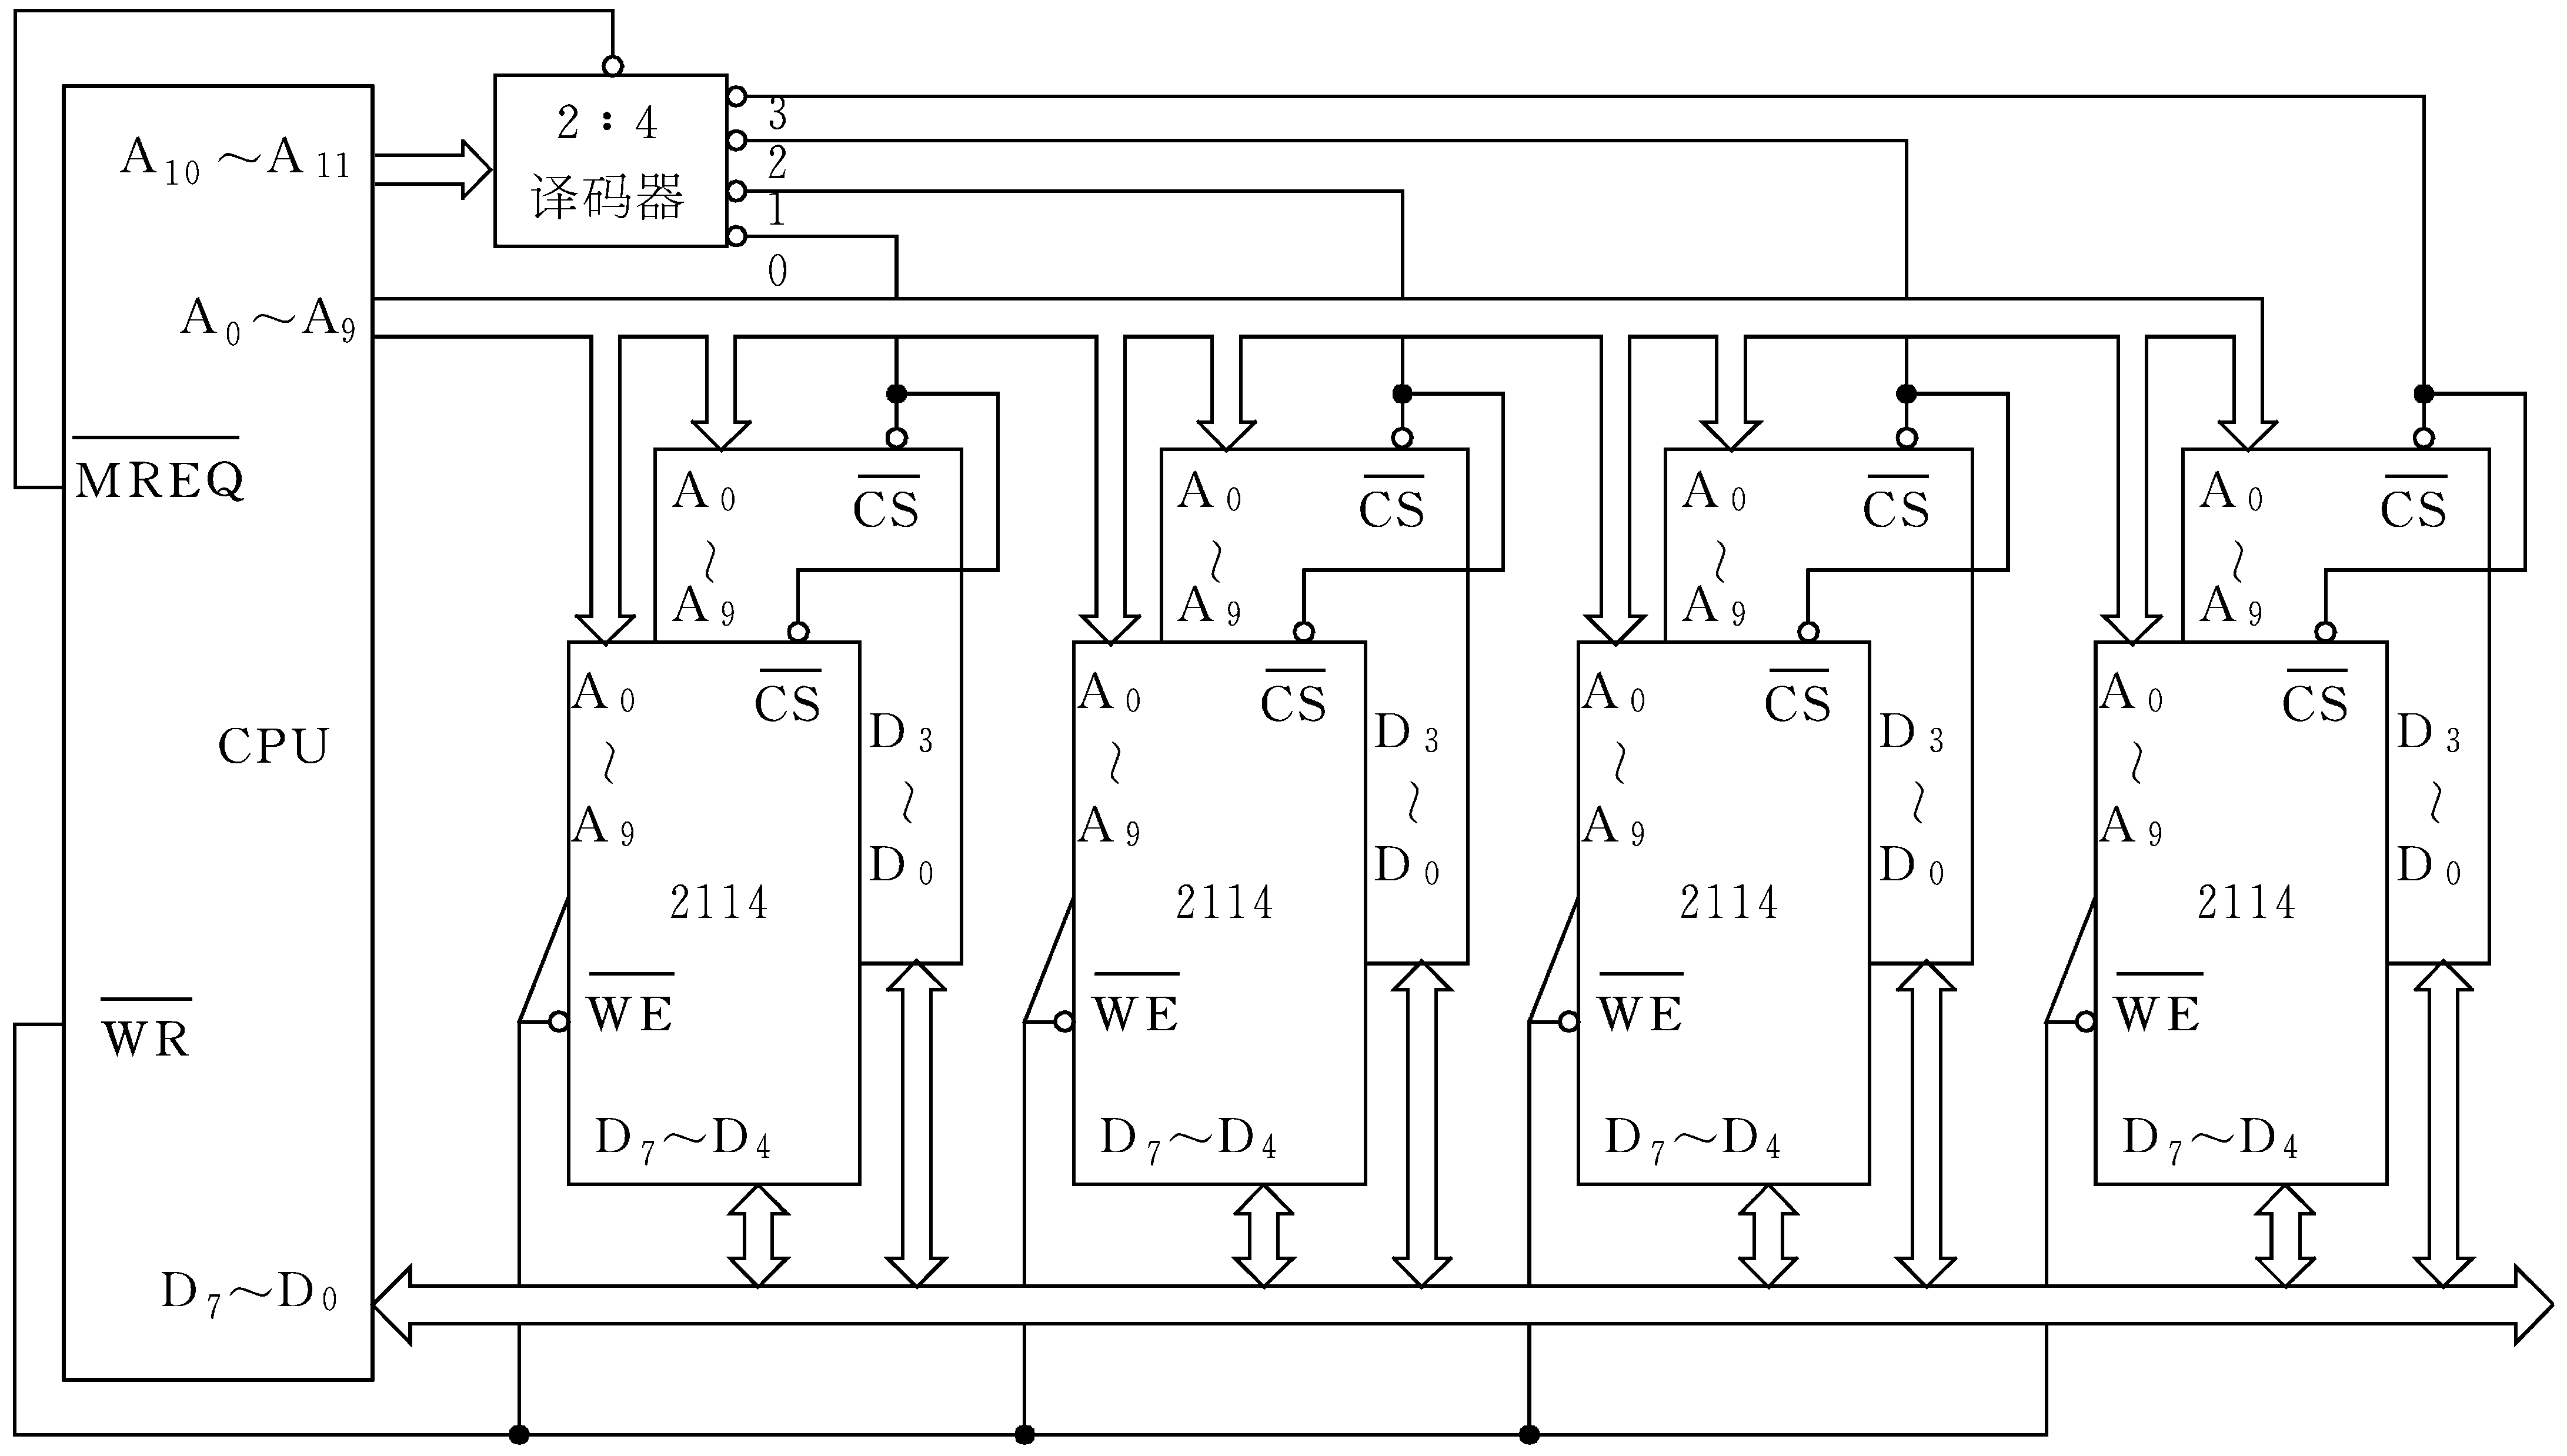 2：4
译码器
3
2
1
0
A10～A11
A0～A9
MREQ
CPU
WR
D7～D0
A0
～
A9
CS
D3
～
D0
A0
～
A9
CS
2114
WE
D7～D4
A0
～
A9
CS
D3
～
D0
A0
～
A9
CS
2114
WE
D7～D4
A0
～
A9
CS
D3
～
D0
A0
～
A9
CS
2114
WE
D7～D4
A0
～
A9
CS
D3
～
D0
A0
～
A9
CS
2114
WE
D7～D4